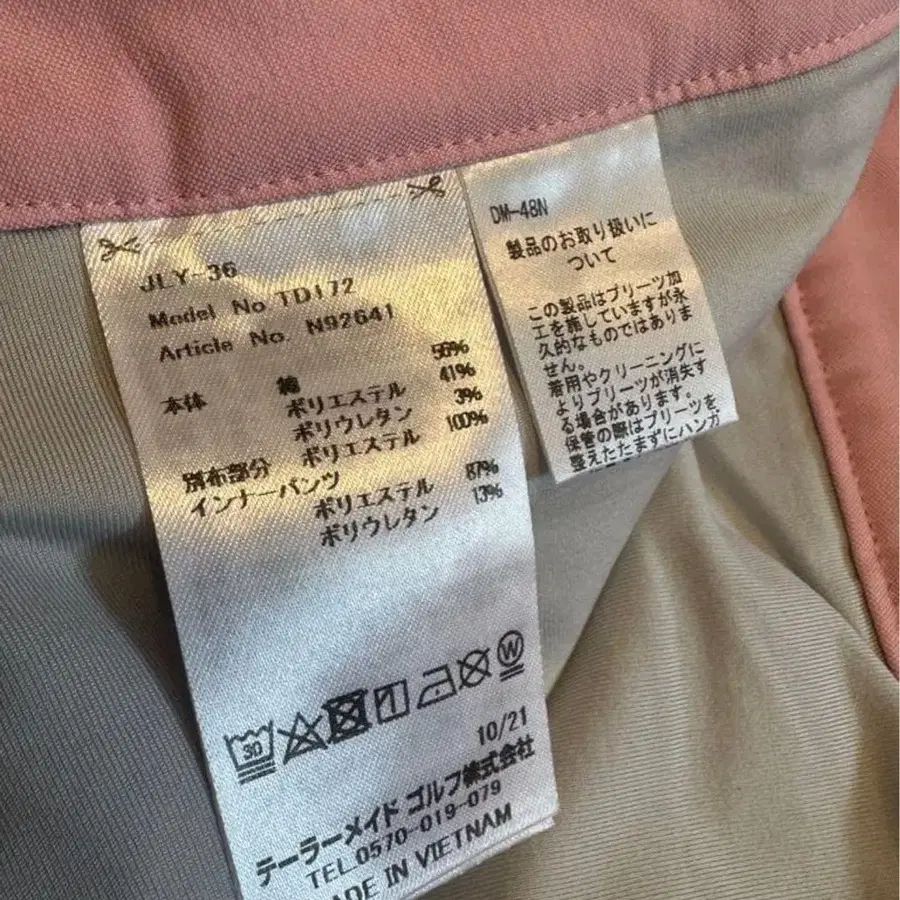 JLY-36
Model No TD172
Article No. N92641
本体 綿 56%
ポリエステル 41%
ポリウレタン 3%
別布部分 ポリエステル 100%
インナーパンツ
ポリエステル 87%
ポリウレタン 13%
30
W
10/21
テーラーメイド ゴルフ株式会社
TEL.0570-019-079
MADE IN VIETNAM
DM-48N
製品のお取り扱いに
ついて
この製品はプリーツ加
工を施していますが永
久的なものではありま
せん。
着用やクリーニングに
よりプリーツが消失す
る場合があります。
保管の際はプリーツを
整えたたまずにハンガ